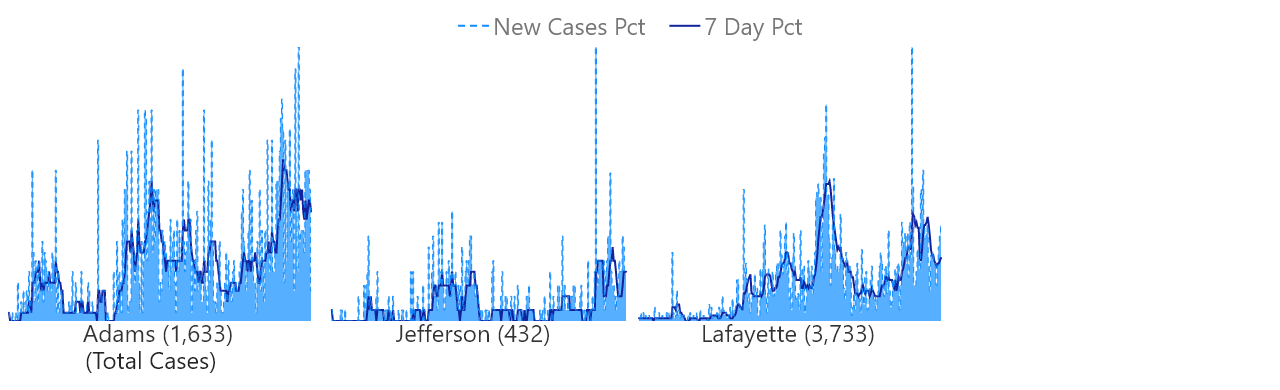 New Cases Pct 7 Day Pct
Adams (1,633) Jefferson (432) Lafayette (3,733)
(Total Cases)